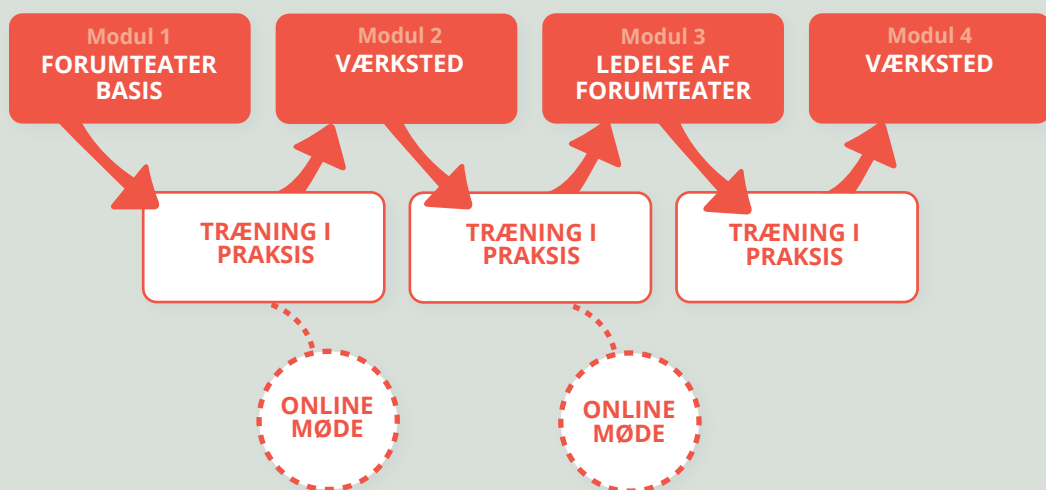 Modul 1
FORUMTEATER
BASIS
Modul 2
VÆRKSTED
Modul 3
LEDELSE AF
FORUMTEATER
Modul 4
VÆRKSTED
TRÆNING I
PRAKSIS
TRÆNING I
PRAKSIS
TRÆNING I
PRAKSIS
ONLINE
MØDE
ONLINE
MØDE